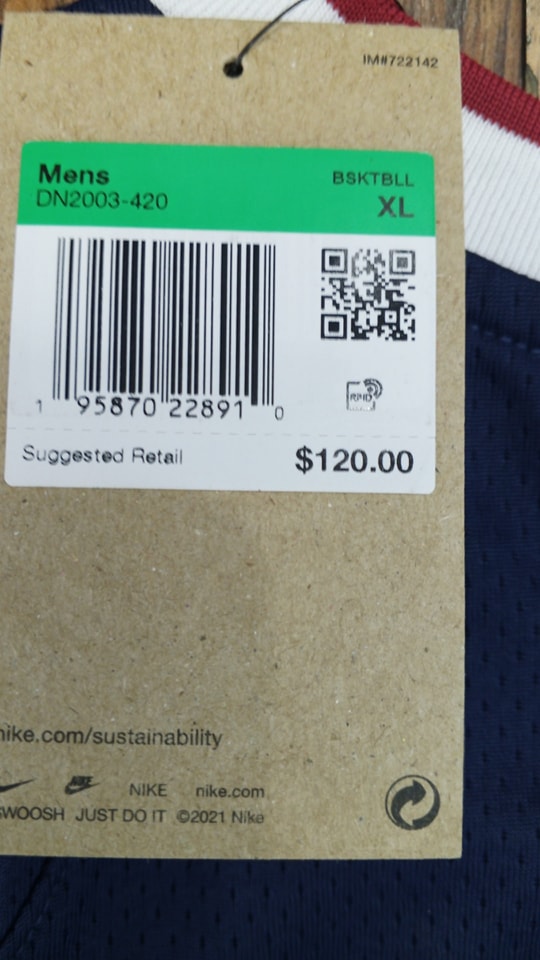 IM#722142
Mens BSKTBLL
DN2003-420 XL
1 95870 22891 0
RFID
Suggested Retail $120.00
nike.com/sustainability
NIKE NIKE nike.com
SWOOSH JUST DO IT ©2021 Nike